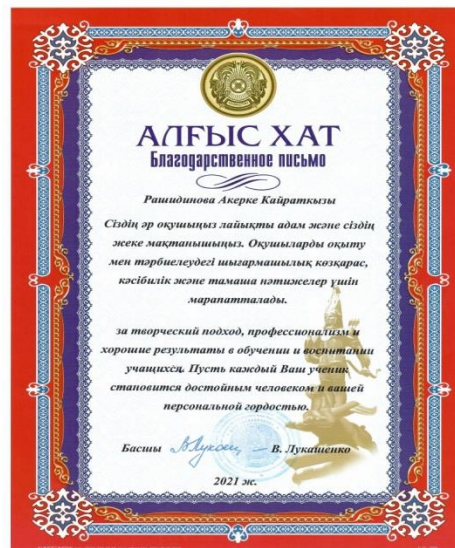 АЛҒЫС ХАТ
Благодарственное письмо
Рашидинова Акерке Кайраткызы
Сіздің әр оқушыңыз лайықты адам және сіздің
жеке мақтанышыңыз. Оқушыларды оқыту
мен тәрбиелеудегі шығармашылық көзқарас,
кәсібилік және тамаша нәтижелер үшін
марапатталады.
за творческий подход, профессионализм и
хорошие результаты в обучении и воспитании
учащихся. Пусть каждый Ваш ученик
становится достойным человеком и вашей
персональной гордостью.
Басшы — В. Лукашенко
2021 ж.